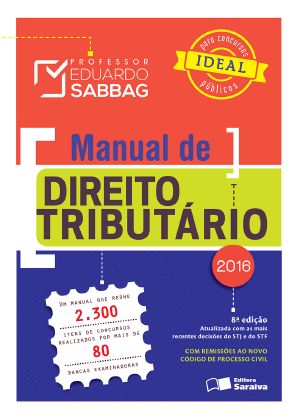 PROFESSOR
EDUARDO
SABBAG
para concursos
IDEAL
públicos
Manual de
DIREITO
TRIBUTÁRIO
2016
UM MANUAL QUE REÚNE
2.300
ITENS DE CONCURSOS
REALIZADOS POR MAIS DE
80
BANCAS EXAMINADORAS
8ª edição
Atualizada com as mais
recentes decisões do STJ e do STF
COM REMISSÕES AO NOVO
CÓDIGO DE PROCESSO CIVIL
Editora
Saraiva